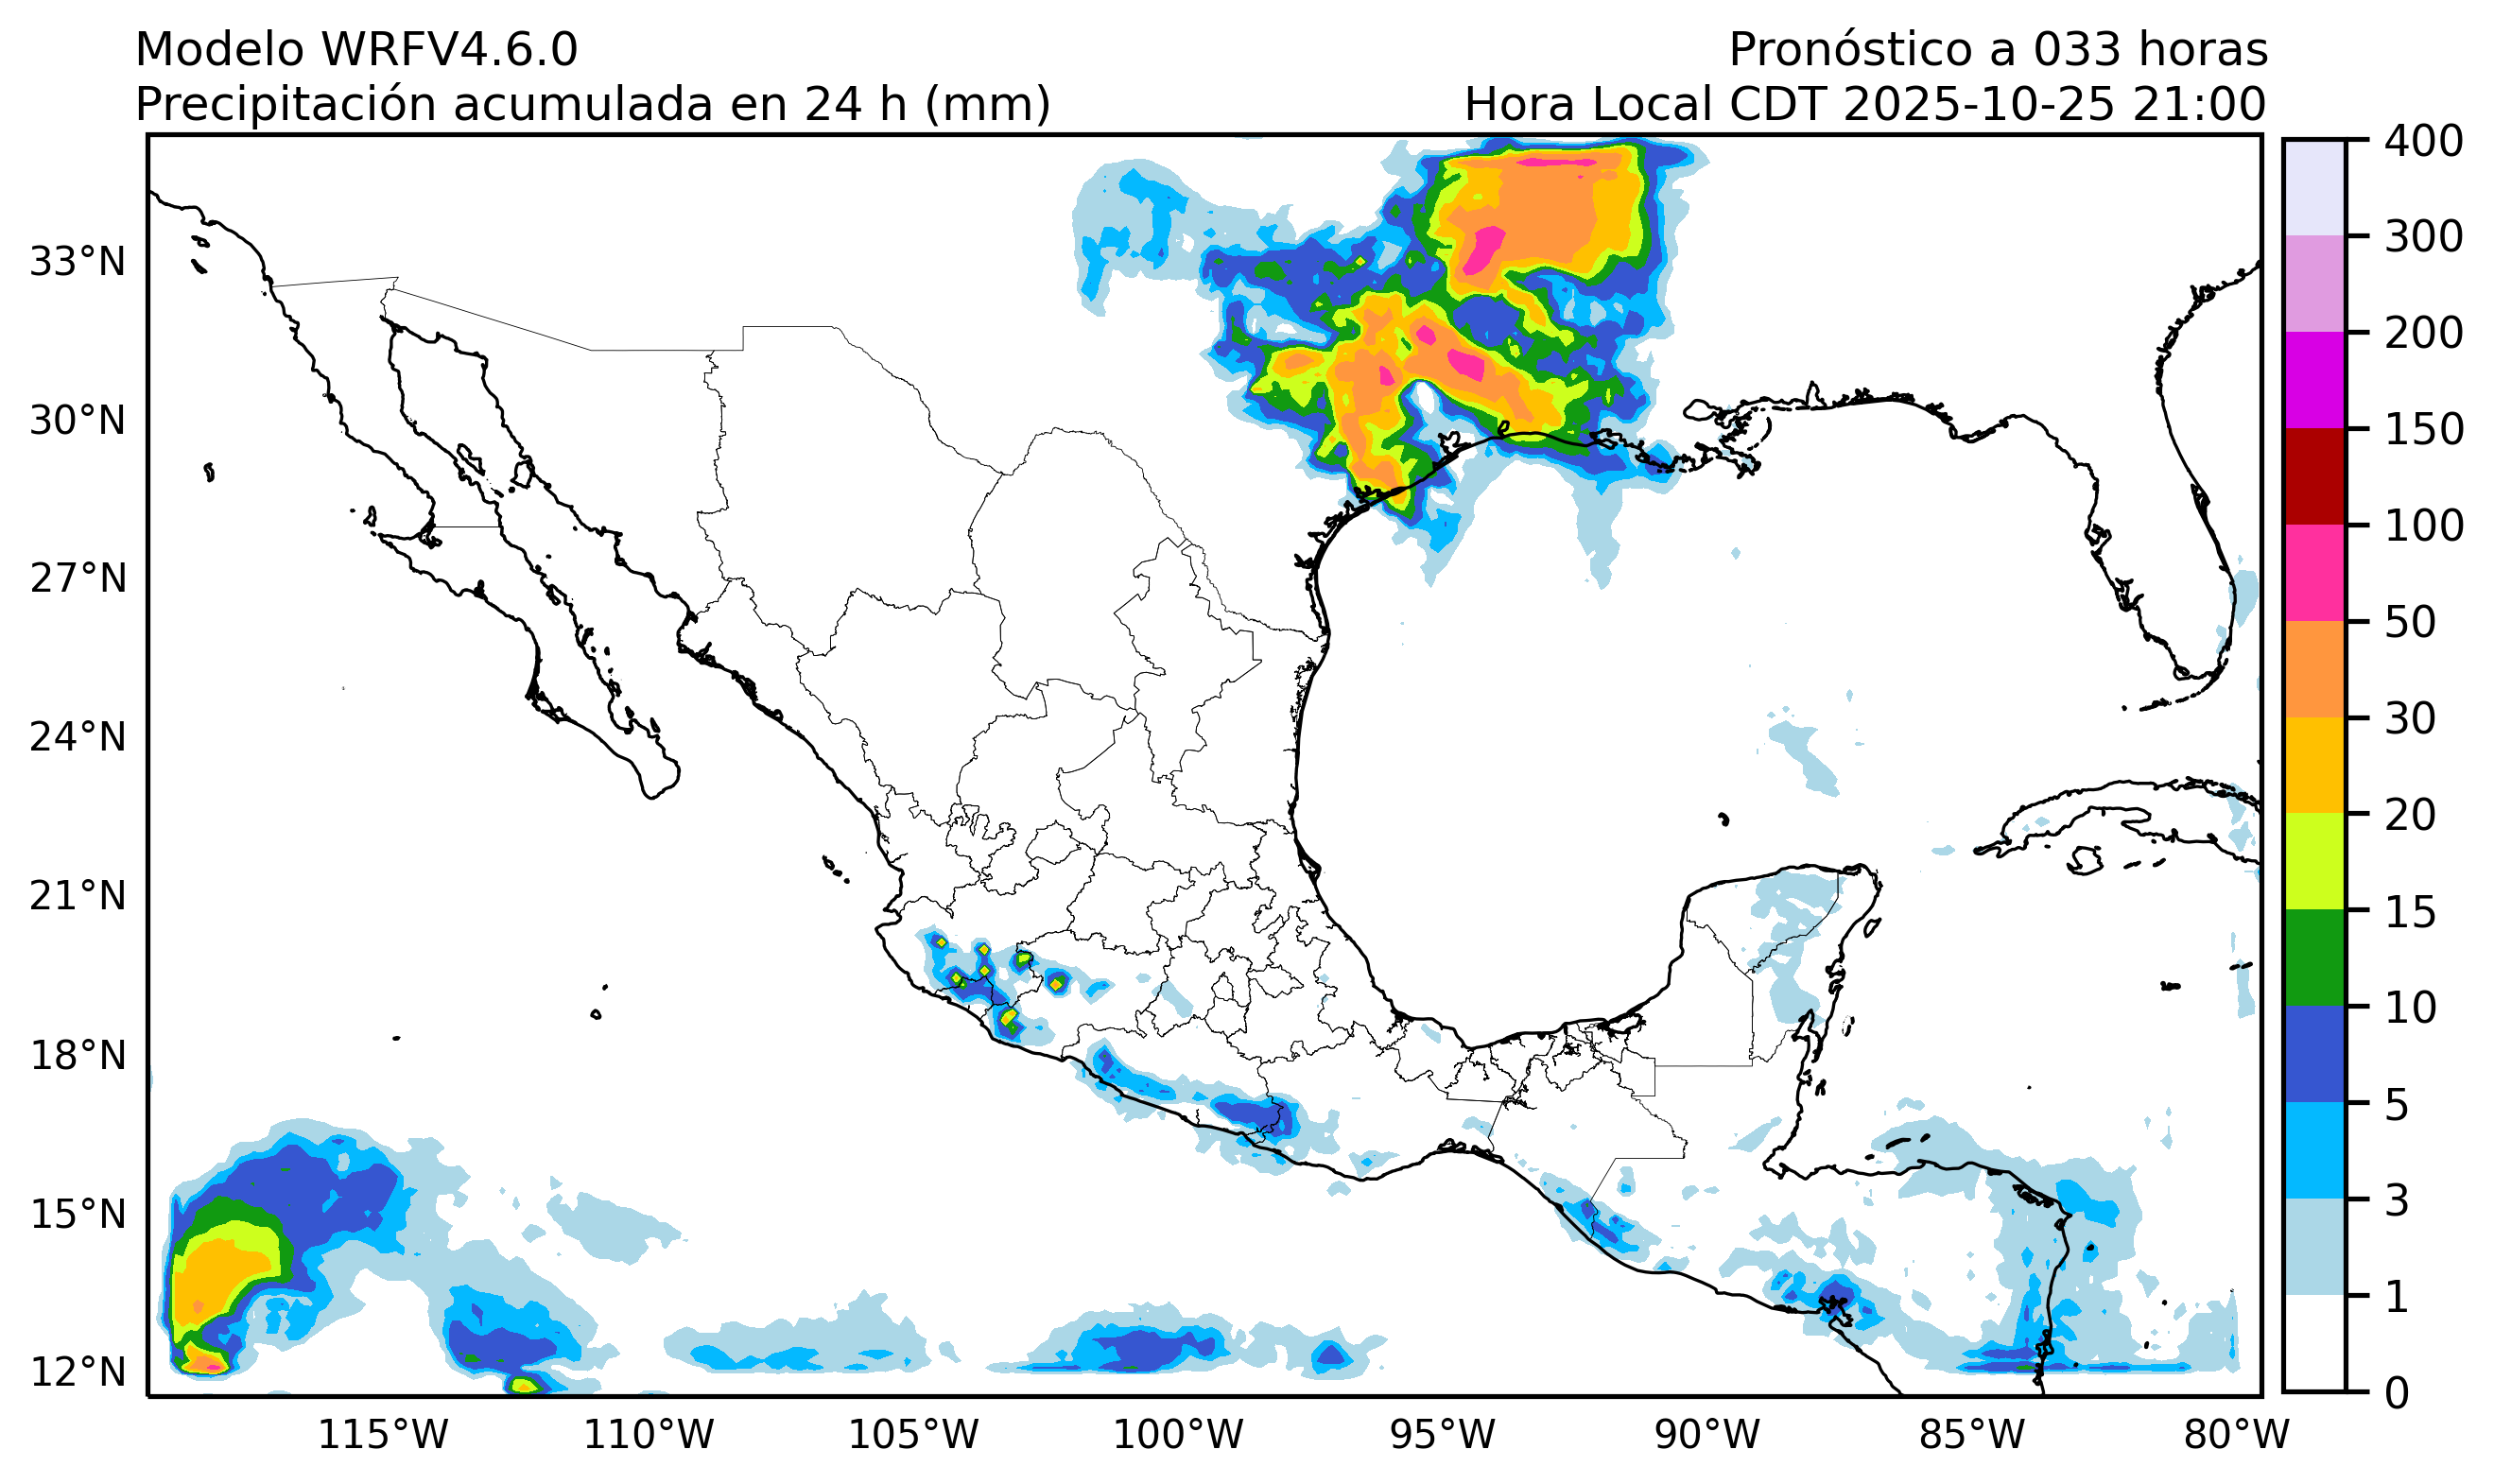 Modelo WRFV4.6.0
Pronóstico a 033 horas
Precipitación acumulada en 24 h (mm)
Hora Local CDT 2025-10-25 21:00
33°N
30°N
27°N
24°N
21°N
18°N
15°N
12°N
115°W
110°W
105°W
100°W
95°W
90°W
85°W
80°W
400
300
200
150
100
50
30
20
15
10
5
3
1
0